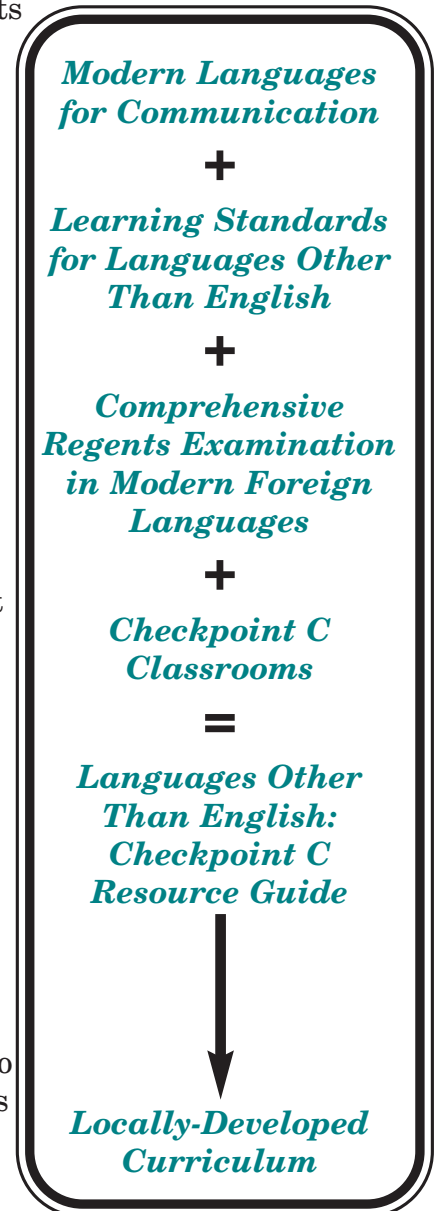 ts
Modern Languages
for Communication
+
Learning Standards
for Languages Other
Than English
+
Comprehensive
Regents Examination
in Modern Foreign
Languages
+
Checkpoint C
Classrooms
=
Languages Other
Than English:
Checkpoint C
Resource Guide
o
s
Locally-Developed
Curriculum